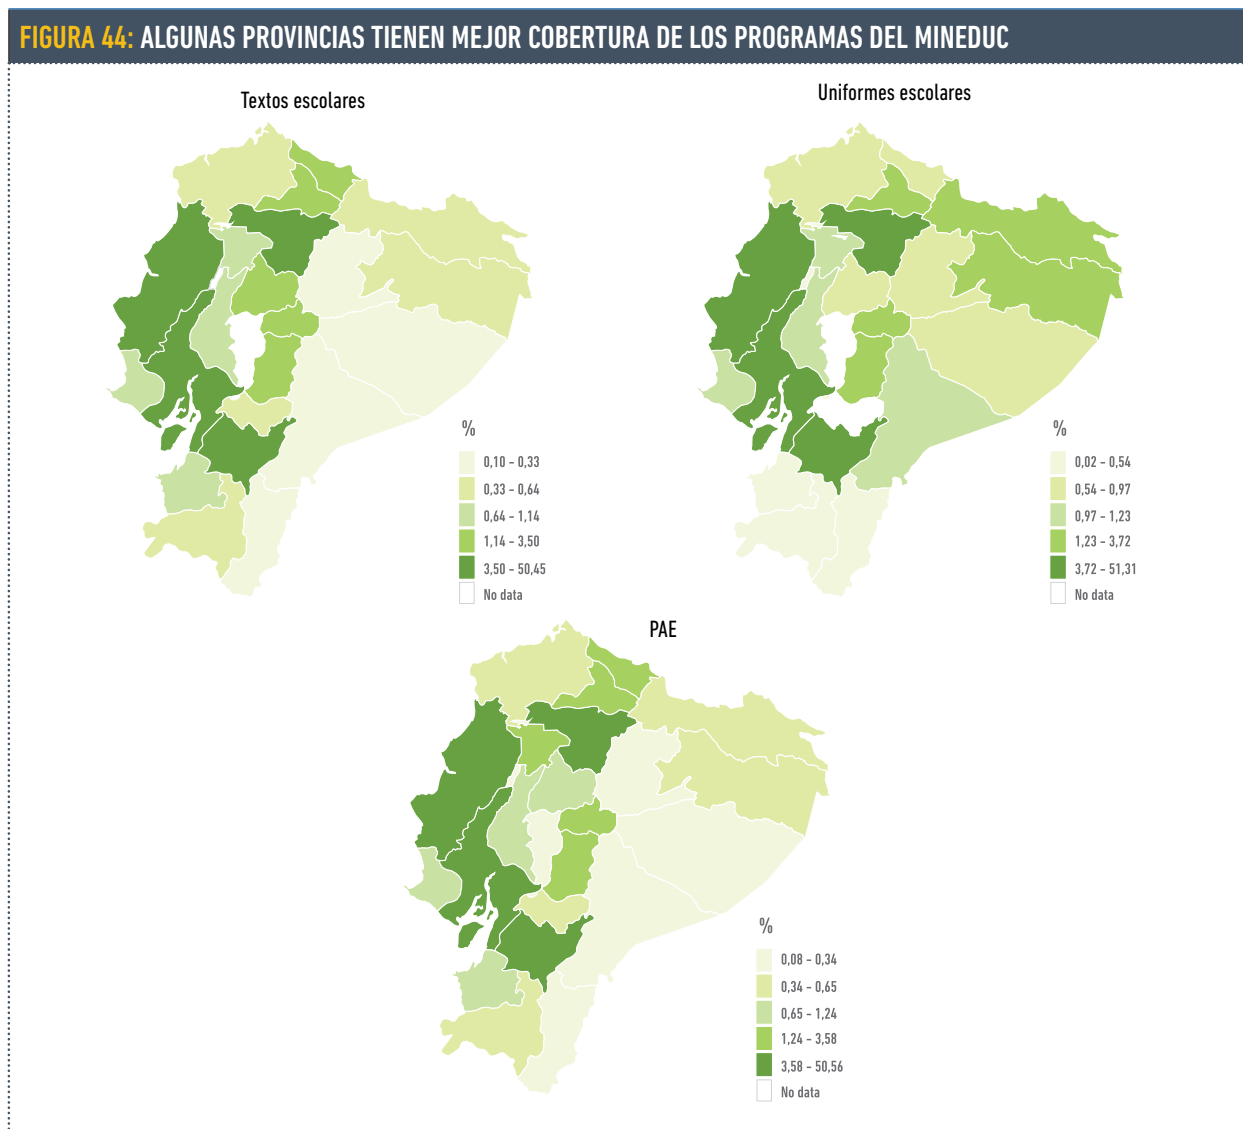 FIGURA 44: ALGUNAS PROVINCIAS TIENEN MEJOR COBERTURA DE LOS PROGRAMAS DEL MINEDUC
Textos escolares
%
0,10 - 0,33
0,33 - 0,64
0,64 - 1,14
1,14 - 3,50
3,50 - 50,45
No data
Uniformes escolares
%
0,02 - 0,54
0,54 - 0,97
0,97 - 1,23
1,23 - 3,72
3,72 - 51,31
No data
PAE
%
0,08 - 0,34
0,34 - 0,65
0,65 - 1,24
1,24 - 3,58
3,58 - 50,56
No data